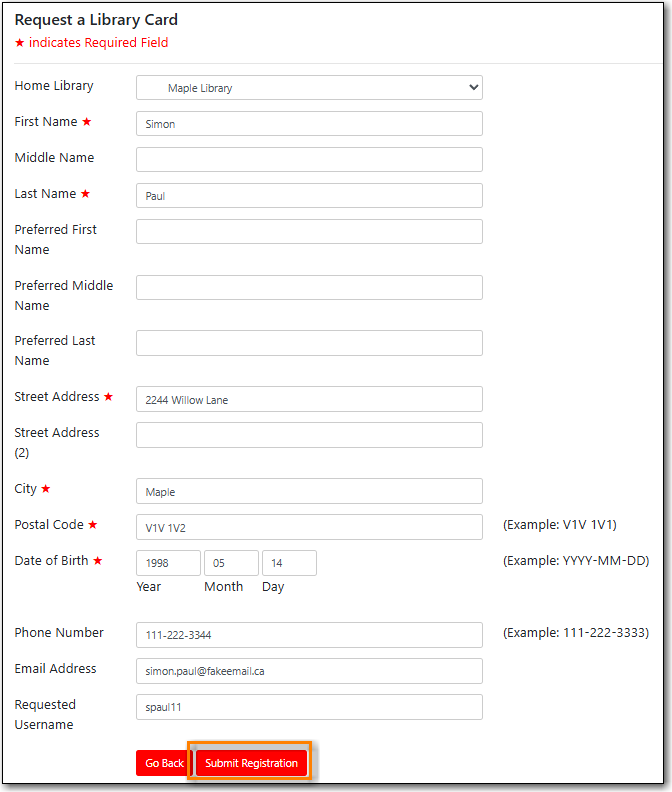 Request a Library Card
★ indicates Required Field
Home Library Maple Library
First Name ★ Simon
Middle Name
Last Name ★ Paul
Preferred First
Name
Preferred Middle
Name
Preferred Last
Name
Street Address ★ 2244 Willow Lane
Street Address
(2)
City ★ Maple
Postal Code ★ V1V 1V2 (Example: V1V 1V1)
Date of Birth ★ 1998 05 14 (Example: YYYY-MM-DD)
Year Month Day
Phone Number 111-222-3344 (Example: 111-222-3333)
Email Address simon.paul@fakeemail.ca
Requested
Username spaul11
Go Back Submit Registration